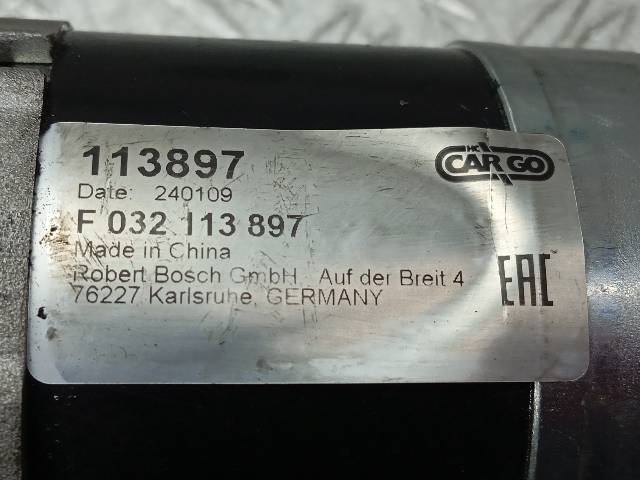 113897
HC CARGO
Date: 240109
F 032 113 897
Made in China
Robert Bosch GmbH Auf der Breit 4
76227 Karlsruhe, GERMANY
EAC